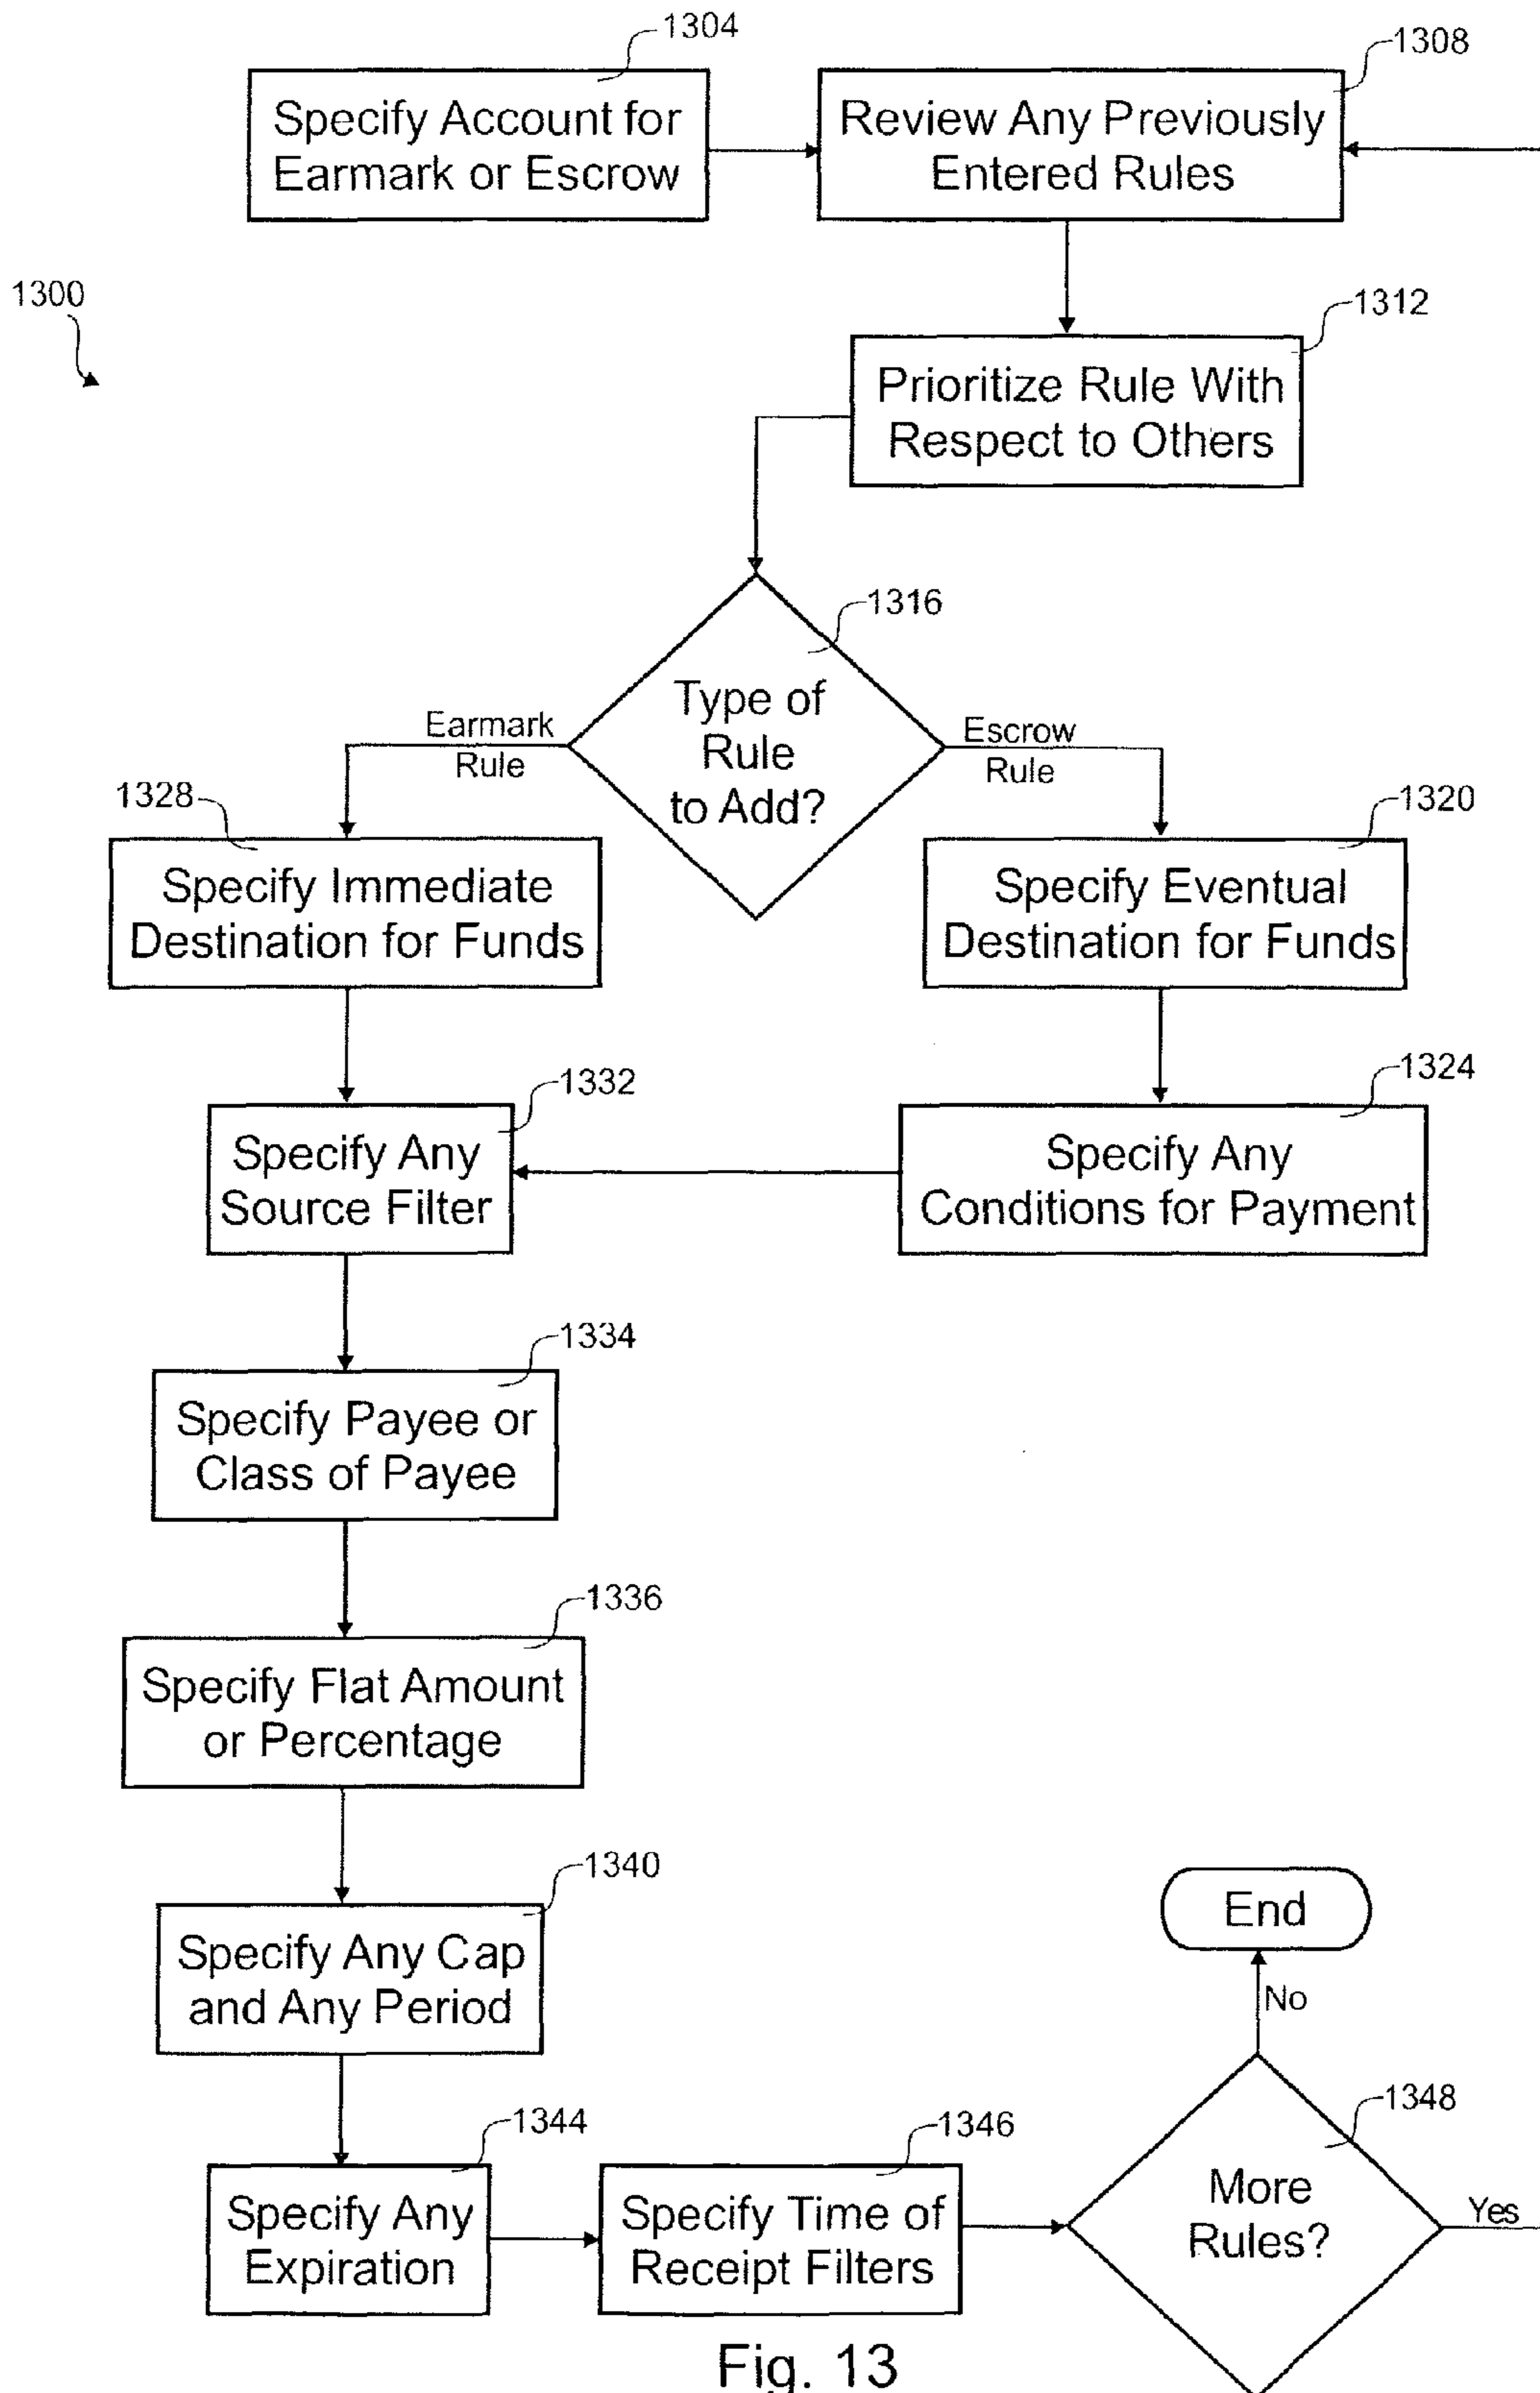 1304
Specify Account for
Earmark or Escrow
1308
Review Any Previously
Entered Rules
1300
1312
Prioritize Rule With
Respect to Others
1316
Type of
Rule
to Add?
Earmark
Rule
Escrow
Rule
1328
Specify Immediate
Destination for Funds
1320
Specify Eventual
Destination for Funds
1332
Specify Any
Source Filter
1324
Specify Any
Conditions for Payment
1334
Specify Payee or
Class of Payee
1336
Specify Flat Amount
or Percentage
1340
Specify Any Cap
and Any Period
End
No
1344
Specify Any
Expiration
1346
Specify Time of
Receipt Filters
1348
More
Rules?
Yes
Fig. 13